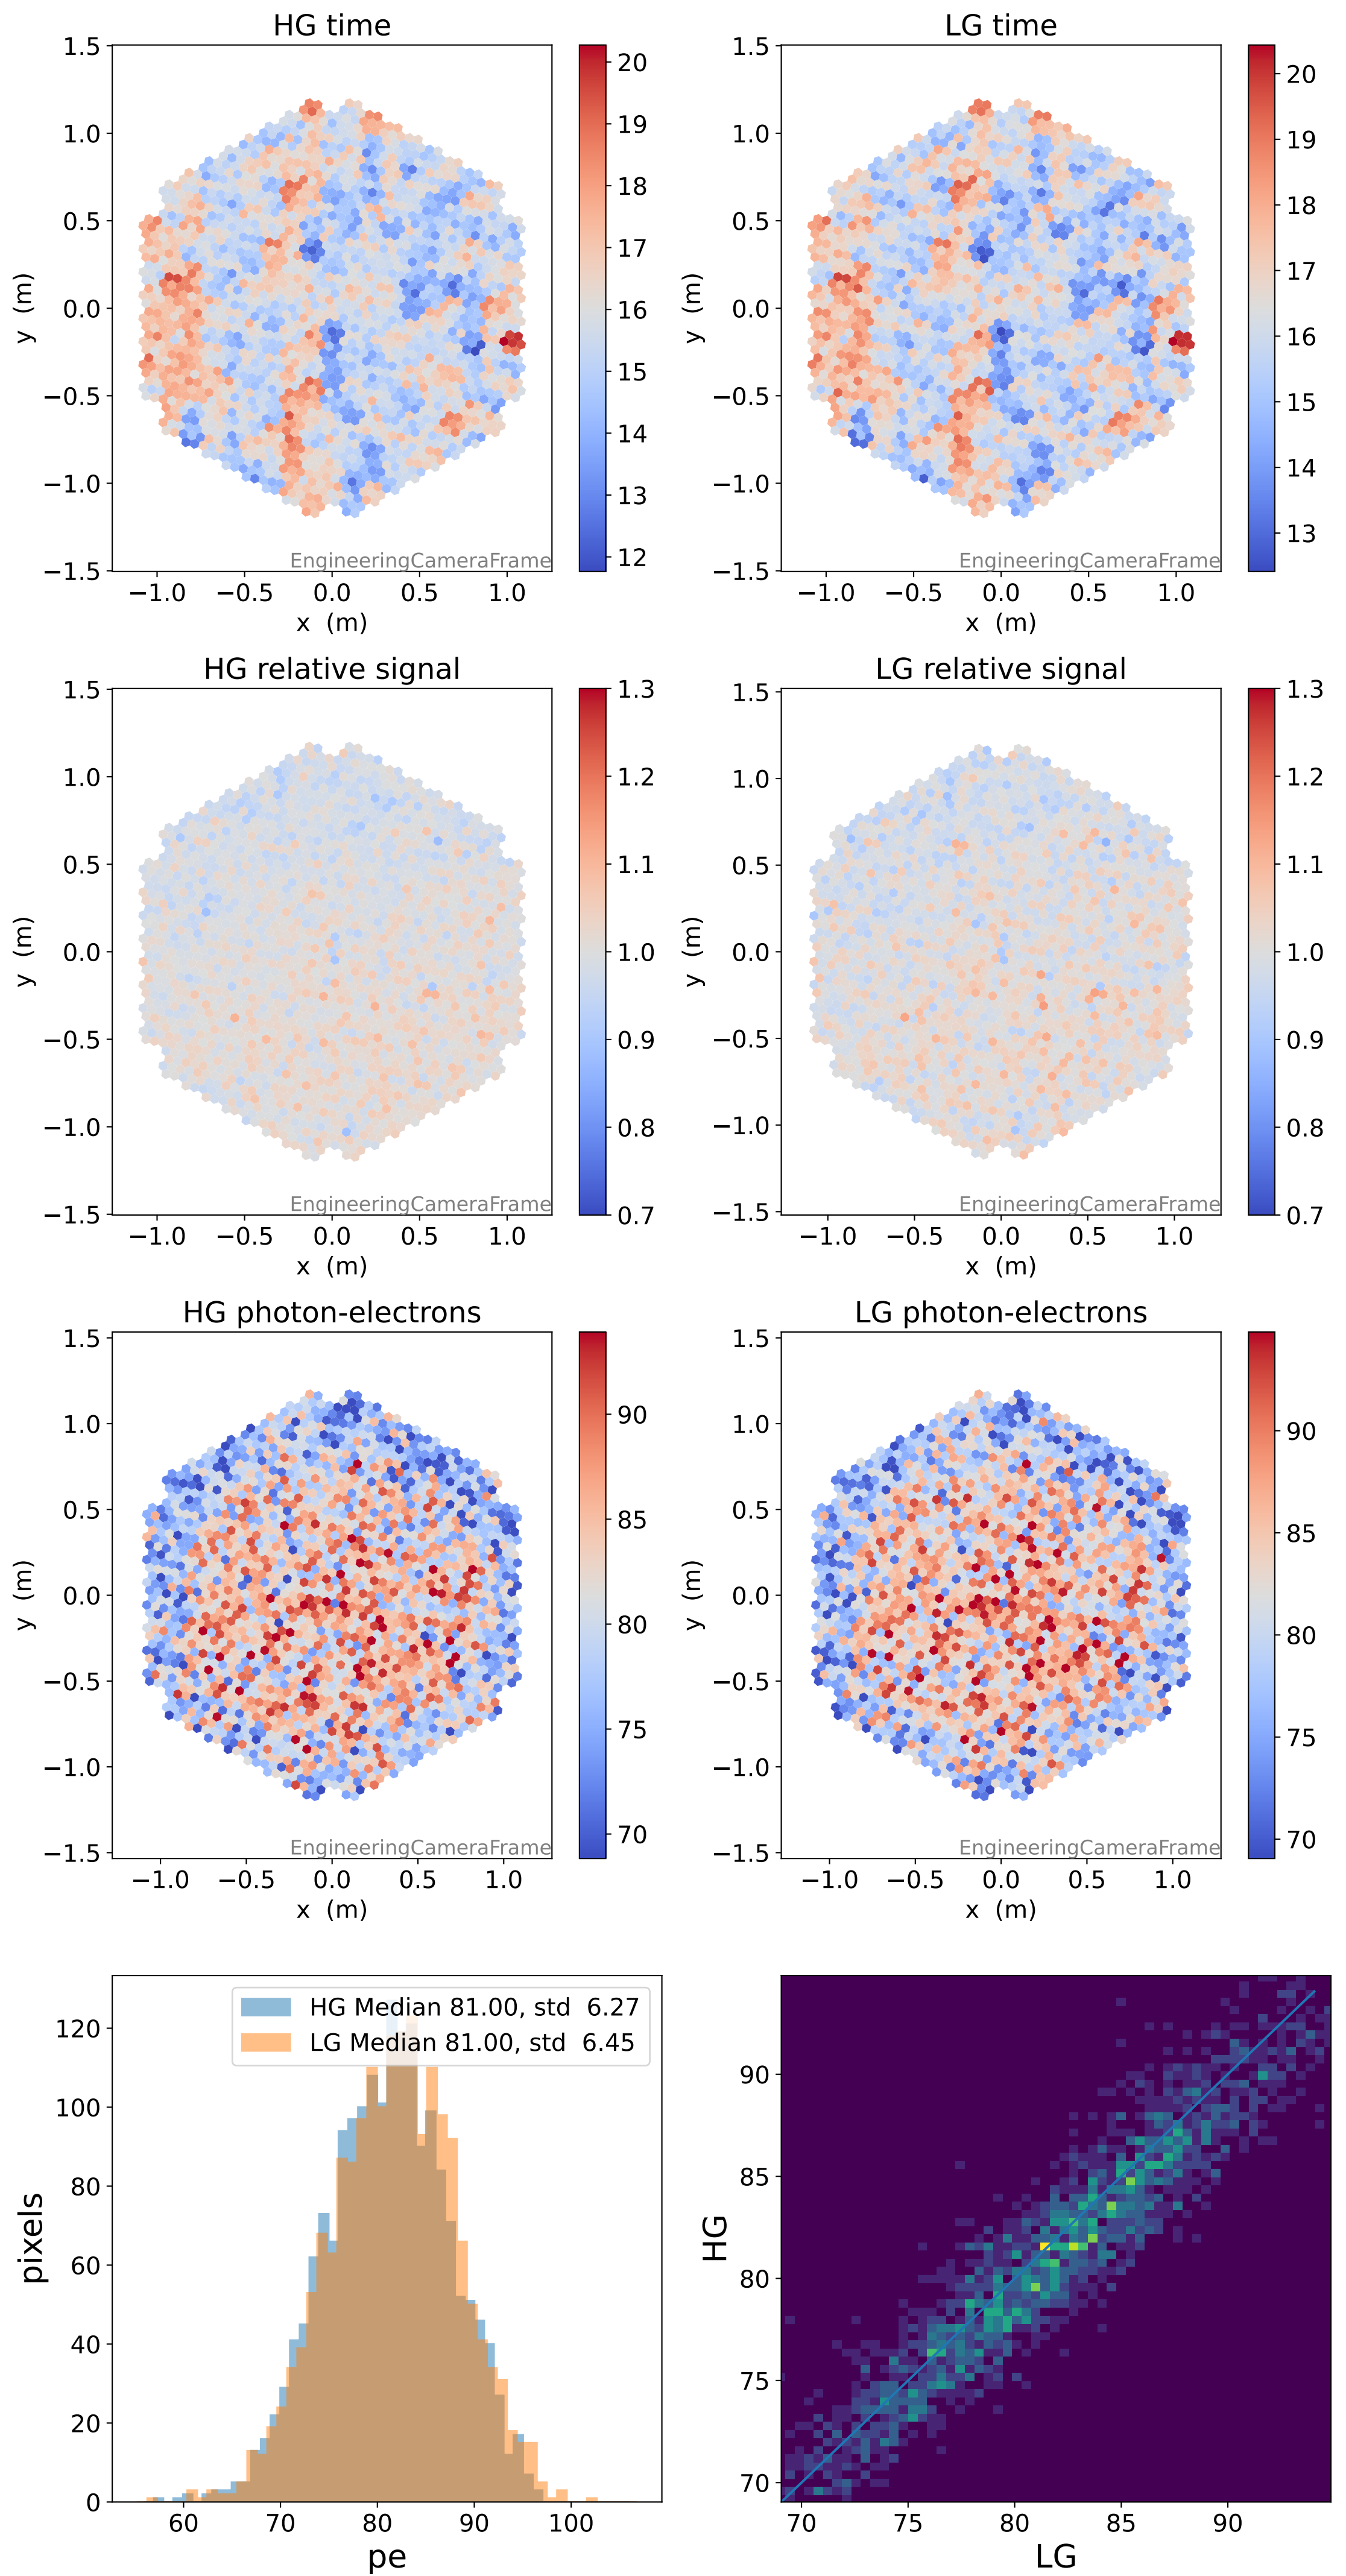 HG time
LG time
1.5
1.0
0.5
0.0
−0.5
−1.0
−1.5
y (m)
−1.0 −0.5 0.0 0.5 1.0
x (m)
EngineeringCameraFrame
20
19
18
17
16
15
14
13
12
1.5
1.0
0.5
0.0
−0.5
−1.0
−1.5
y (m)
−1.0 −0.5 0.0 0.5 1.0
x (m)
EngineeringCameraFrame
20
19
18
17
16
15
14
13
HG relative signal
LG relative signal
1.5
1.0
0.5
0.0
−0.5
−1.0
−1.5
y (m)
−1.0 −0.5 0.0 0.5 1.0
x (m)
EngineeringCameraFrame
1.3
1.2
1.1
1.0
0.9
0.8
0.7
1.5
1.0
0.5
0.0
−0.5
−1.0
−1.5
y (m)
−1.0 −0.5 0.0 0.5 1.0
x (m)
EngineeringCameraFrame
1.3
1.2
1.1
1.0
0.9
0.8
0.7
HG photon-electrons
LG photon-electrons
1.5
1.0
0.5
0.0
−0.5
−1.0
−1.5
y (m)
−1.0 −0.5 0.0 0.5 1.0
x (m)
EngineeringCameraFrame
90
85
80
75
70
1.5
1.0
0.5
0.0
−0.5
−1.0
−1.5
y (m)
−1.0 −0.5 0.0 0.5 1.0
x (m)
EngineeringCameraFrame
90
85
80
75
70
HG Median 81.00, std 6.27
LG Median 81.00, std 6.45
120
100
80
60
40
20
0
pixels
60 70 80 90 100
pe
90
85
80
75
70
HG
70 75 80 85 90
LG